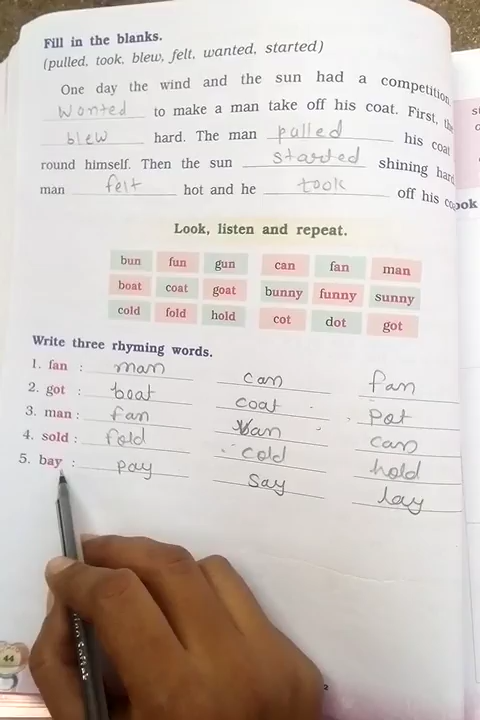 Fill in the blanks.
(pulled, took, blew, felt, wanted, started)
One day the wind and the sun had a competition
wanted to make a man take off his coat. First, the
blew hard. The man pulled his coat
round himself. Then the sun started shining hard
man felt hot and he took off his
Look, listen and repeat.
bun fun gun can fan man
boat coat goat bunny funny sunny
cold fold hold cot dot got
Write three rhyming words.
1. fan : man can fan
2. got : boat coat pot
3. man : fan van can
4. sold : fold cold hold
5. bay : pay say lay
44